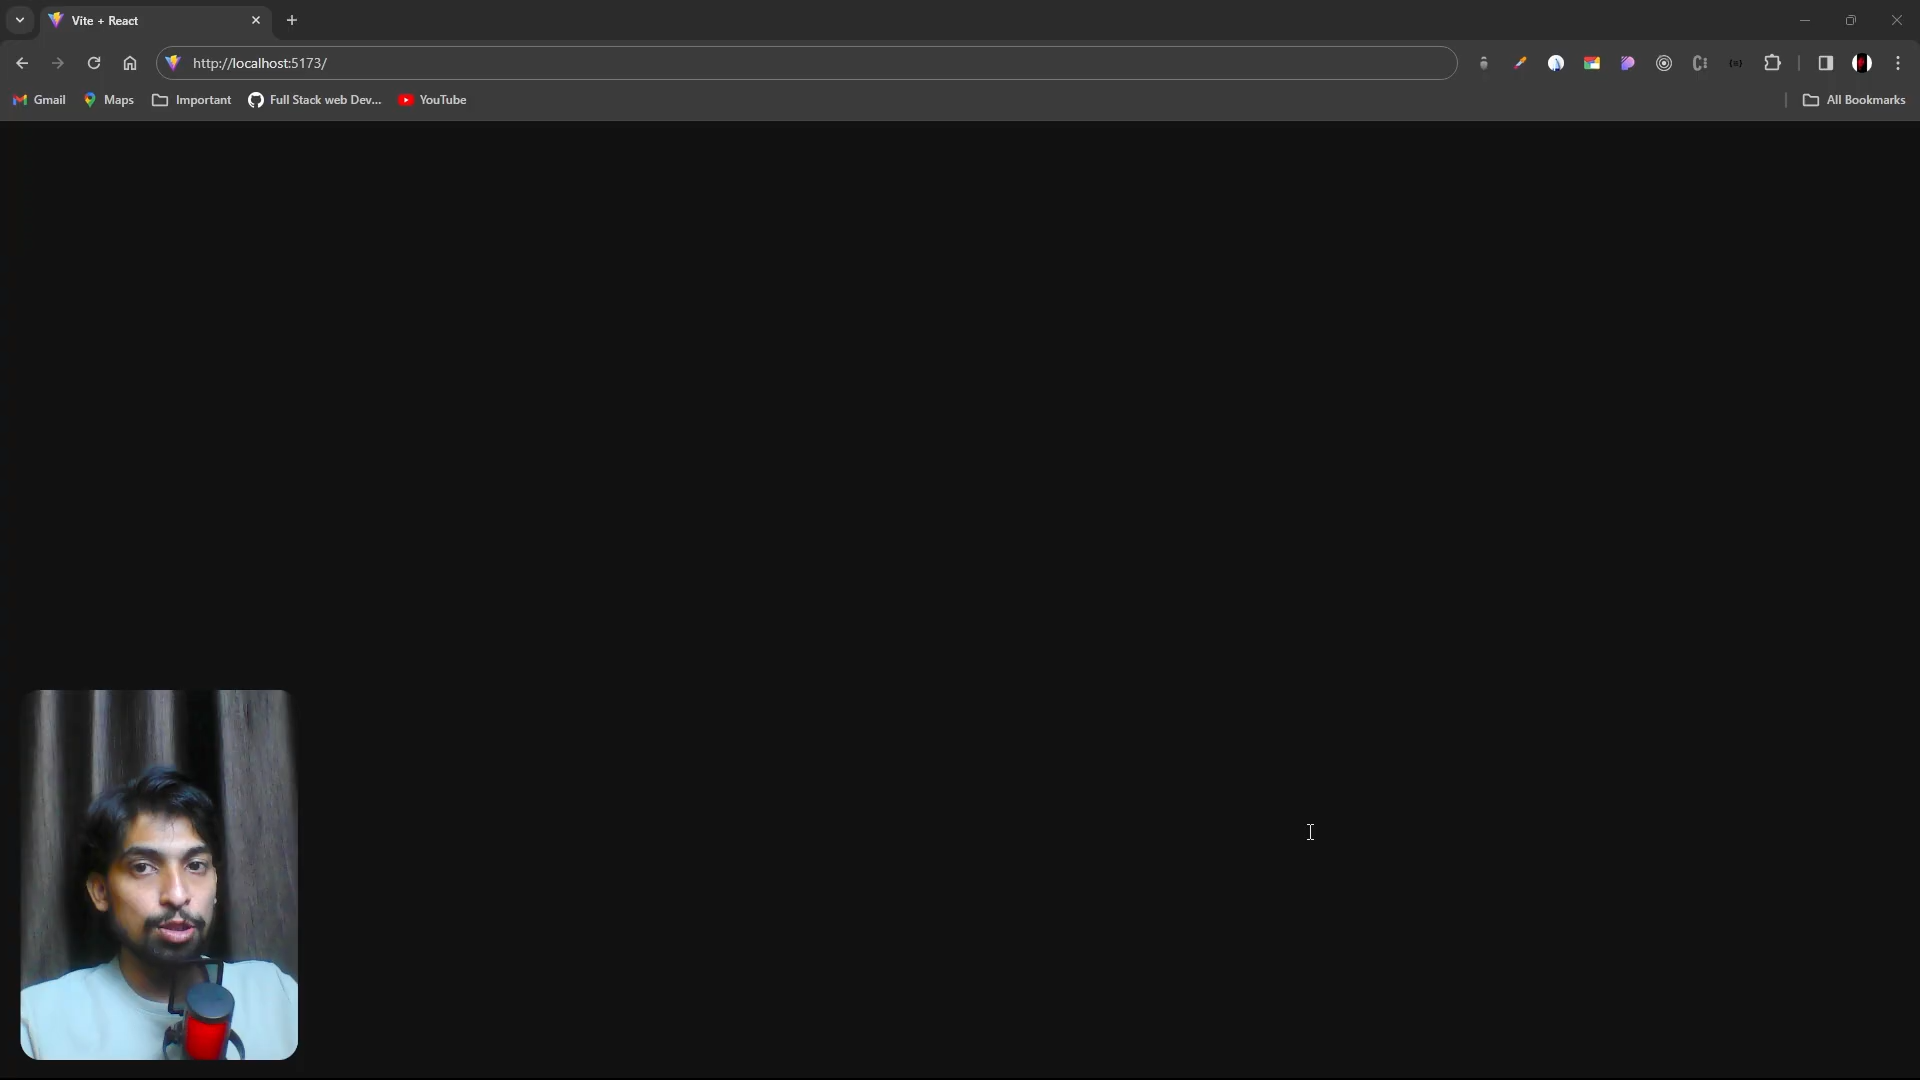 Vite + React
http://localhost:5173/
Gmail
Maps
Important
Full Stack web Dev...
YouTube
All Bookmarks